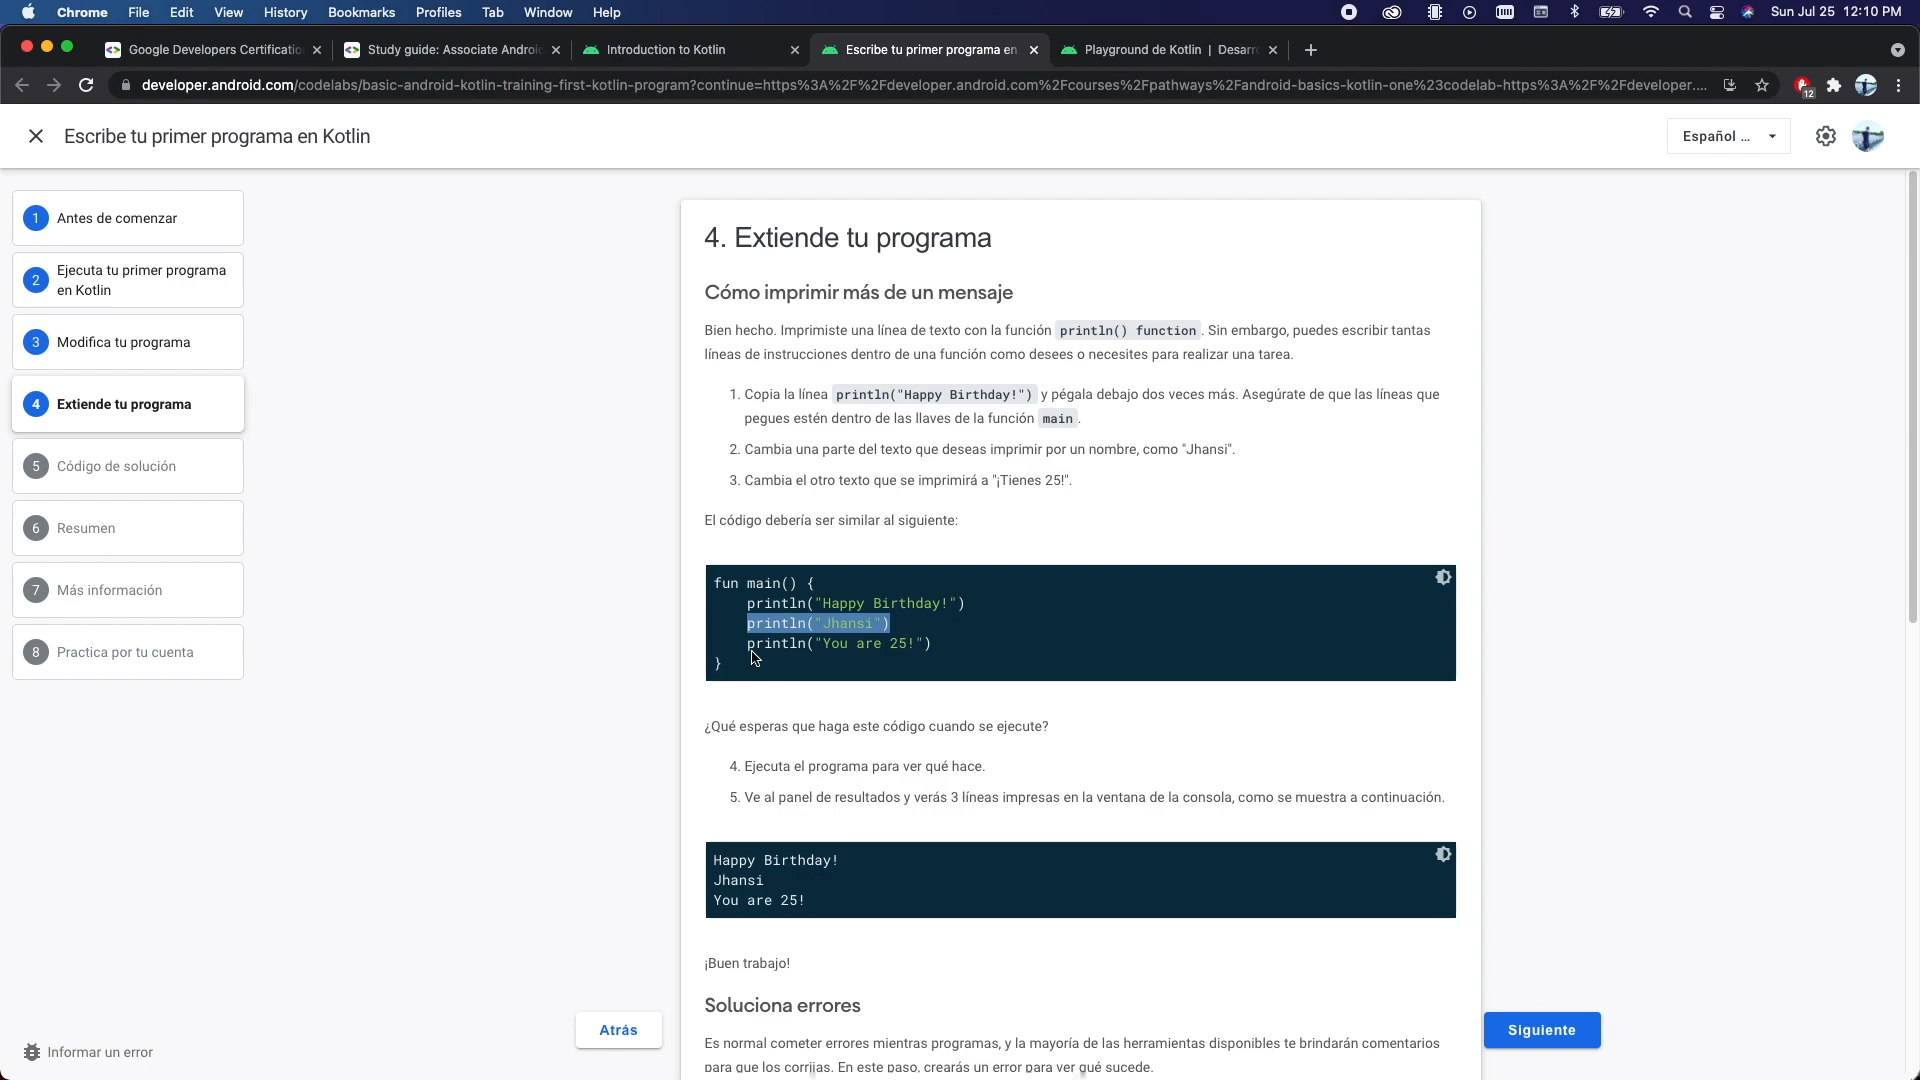 Chrome File Edit View History Bookmarks Profiles Tab Window Help Sun Jul 25 12:10 PM
Google Developers Certificatio Study guide: Associate Androi Introduction to Kotlin Escribe tu primer programa en Playground de Kotlin | Desarr
developer.android.com/codelabs/basic-android-kotlin-training-first-kotlin-program?continue=https%3A%2F%2Fdeveloper.android.com%2Fcourses%2Fpathways%2Fandroid-basics-kotlin-one%23codelab-https%3A%2F%2Fdeveloper.... 12
Escribe tu primer programa en Kotlin
Español ...
1 Antes de comenzar
2 Ejecuta tu primer programa
en Kotlin
3 Modifica tu programa
4 Extiende tu programa
5 Código de solución
6 Resumen
7 Más información
8 Practica por tu cuenta
4. Extiende tu programa
Cómo imprimir más de un mensaje
Bien hecho. Imprimiste una línea de texto con la función println() function. Sin embargo, puedes escribir tantas
líneas de instrucciones dentro de una función como desees o necesites para realizar una tarea.
1. Copia la línea println("Happy Birthday!") y pégala debajo dos veces más. Asegúrate de que las líneas que
pegues estén dentro de las llaves de la función main.
2. Cambia una parte del texto que deseas imprimir por un nombre, como "Jhansi".
3. Cambia el otro texto que se imprimirá a "¡Tienes 25!".
El código debería ser similar al siguiente:
fun main() {
println("Happy Birthday!")
println("Jhansi")
println("You are 25!")
}
¿Qué esperas que haga este código cuando se ejecute?
4. Ejecuta el programa para ver qué hace.
5. Ve al panel de resultados y verás 3 líneas impresas en la ventana de la consola, como se muestra a continuación.
Happy Birthday!
Jhansi
You are 25!
¡Buen trabajo!
Soluciona errores
Es normal cometer errores mientras programas, y la mayoría de las herramientas disponibles te brindarán comentarios
para que los corrijas. En este paso, crearás un error para ver qué sucede.
Atrás
Siguiente
Informar un error